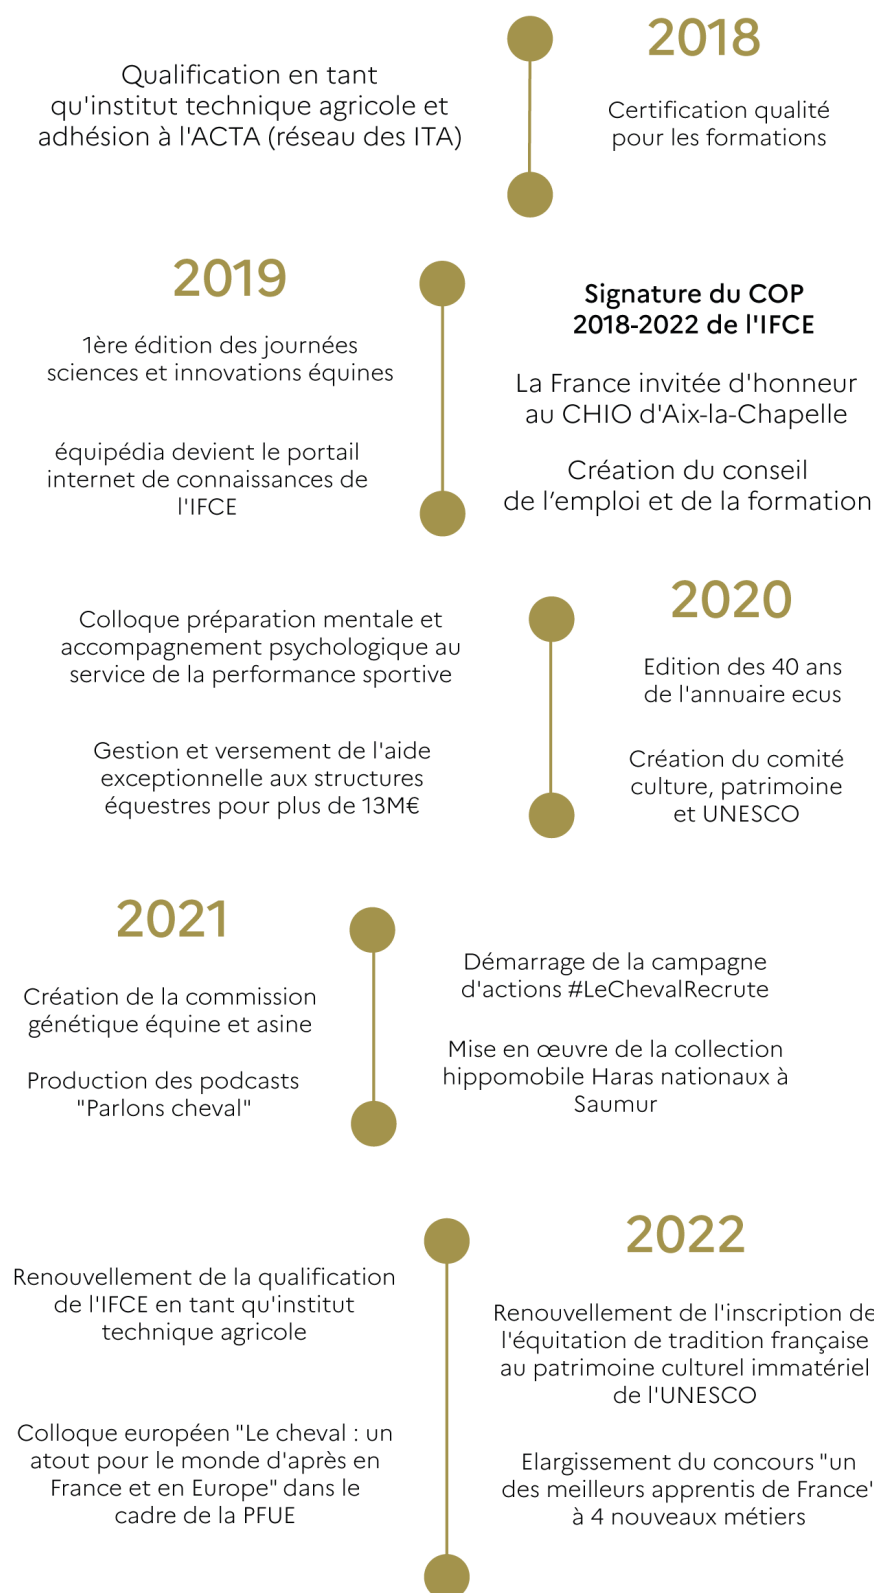 2018
Qualification en tant
qu'institut technique agricole et
adhésion à l'ACTA (réseau des ITA)
Certification qualité
pour les formations
2019
1ère édition des journées
sciences et innovations équines
équipédia devient le portail
internet de connaissances de
l'IFCE
Signature du COP
2018-2022 de l'IFCE
La France invitée d'honneur
au CHIO d'Aix-la-Chapelle
Création du conseil
de l’emploi et de la formation
2020
Colloque préparation mentale et
accompagnement psychologique au
service de la performance sportive
Gestion et versement de l'aide
exceptionnelle aux structures
équestres pour plus de 13M€
Edition des 40 ans
de l'annuaire ecus
Création du comité
culture, patrimoine
et UNESCO
2021
Création de la commission
génétique équine et asine
Production des podcasts
"Parlons cheval"
Démarrage de la campagne
d'actions #LeChevalRecrute
Mise en œuvre de la collection
hippomobile Haras nationaux à
Saumur
2022
Renouvellement de la qualification
de l'IFCE en tant qu'institut
technique agricole
Colloque européen "Le cheval : un
atout pour le monde d'après en
France et en Europe" dans le
cadre de la PFUE
Renouvellement de l'inscription de
l'équitation de tradition française
au patrimoine culturel immatériel
de l'UNESCO
Elargissement du concours "un
des meilleurs apprentis de France"
à 4 nouveaux métiers